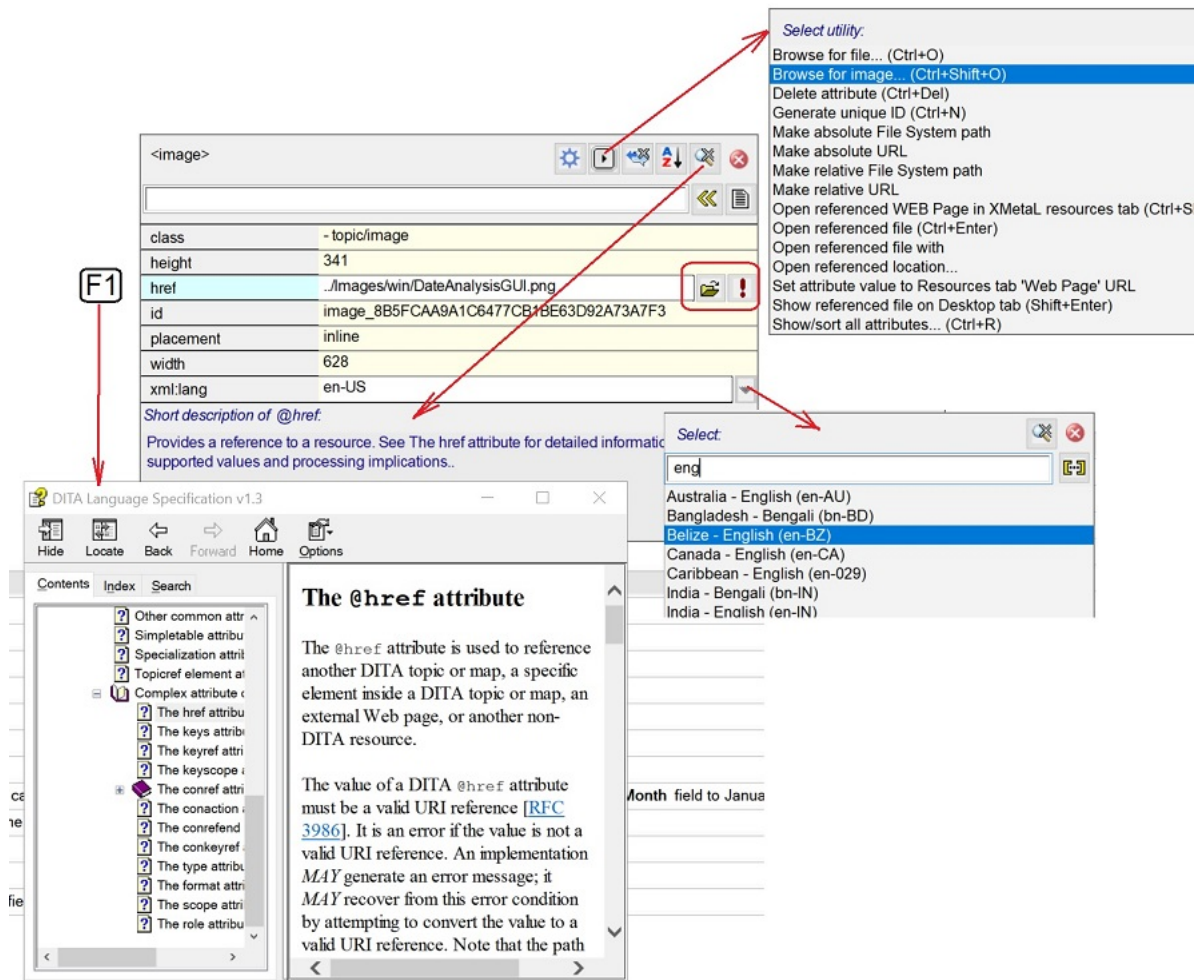 Select utility:
Browse for file... (Ctrl+O)
Browse for image... (Ctrl+Shift+O)
Delete attribute (Ctrl+Del)
Generate unique ID (Ctrl+N)
Make absolute File System path
Make absolute URL
Make relative File System path
Make relative URL
Open referenced WEB Page in XMetaL resources tab (Ctrl+S
Open referenced file (Ctrl+Enter)
Open referenced file with
Open referenced location...
Set attribute value to Resources tab 'Web Page' URL
Show referenced file on Desktop tab (Shift+Enter)
Show/sort all attributes... (Ctrl+R)
<image>
class - topic/image
height 341
href ../Images/win/DateAnalysisGUI.png
id image_8B5FCAA9A1C6477CB1BE63D92A73A7F3
placement inline
width 628
xml:lang en-US
F1
Short description of @href:
Provides a reference to a resource. See The href attribute for detailed informatic
supported values and processing implications..
Select:
eng
Australia - English (en-AU)
Bangladesh - Bengali (bn-BD)
Belize - English (en-BZ)
Canada - English (en-CA)
Caribbean - English (en-029)
India - Bengali (bn-IN)
India - English (en-IN)
DITA Language Specification v1.3
Hide Locate Back Forward Home Options
Contents Index Search
Other common attr
Simpletable attribu
Specialization attrib
Topicref element at
Complex attribute c
The href attribu
The keys attribu
The keyref attri
The keyscope a
The conref attri
The conaction a
The conrefend
The conkeyref
The type attribu
The format attri
The scope attri
The role attribu
The @href attribute
The @href attribute is used to reference
another DITA topic or map, a specific
element inside a DITA topic or map, an
external Web page, or another non-
DITA resource.
The value of a DITA @href attribute
must be a valid URI reference [RFC
3986]. It is an error if the value is not a
valid URI reference. An implementation
MAY generate an error message; it
MAY recover from this error condition
by attempting to convert the value to a
valid URI reference. Note that the path
Month field to Janua